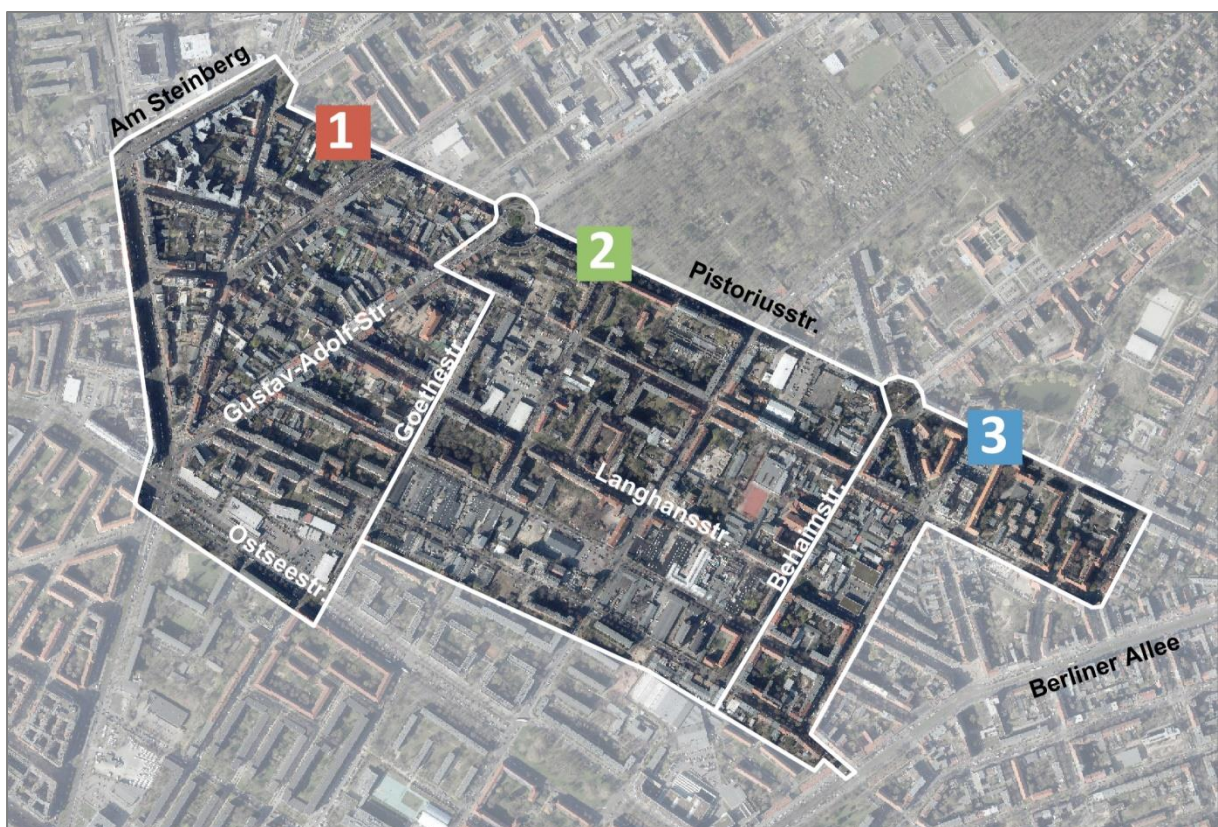 Am Steinberg
1
2
Pistoriusstr.
Gustav-Adolf-Str.
Goethestr.
3
Langhansstr.
Behaimstr.
Ostseestr.
Berliner Allee